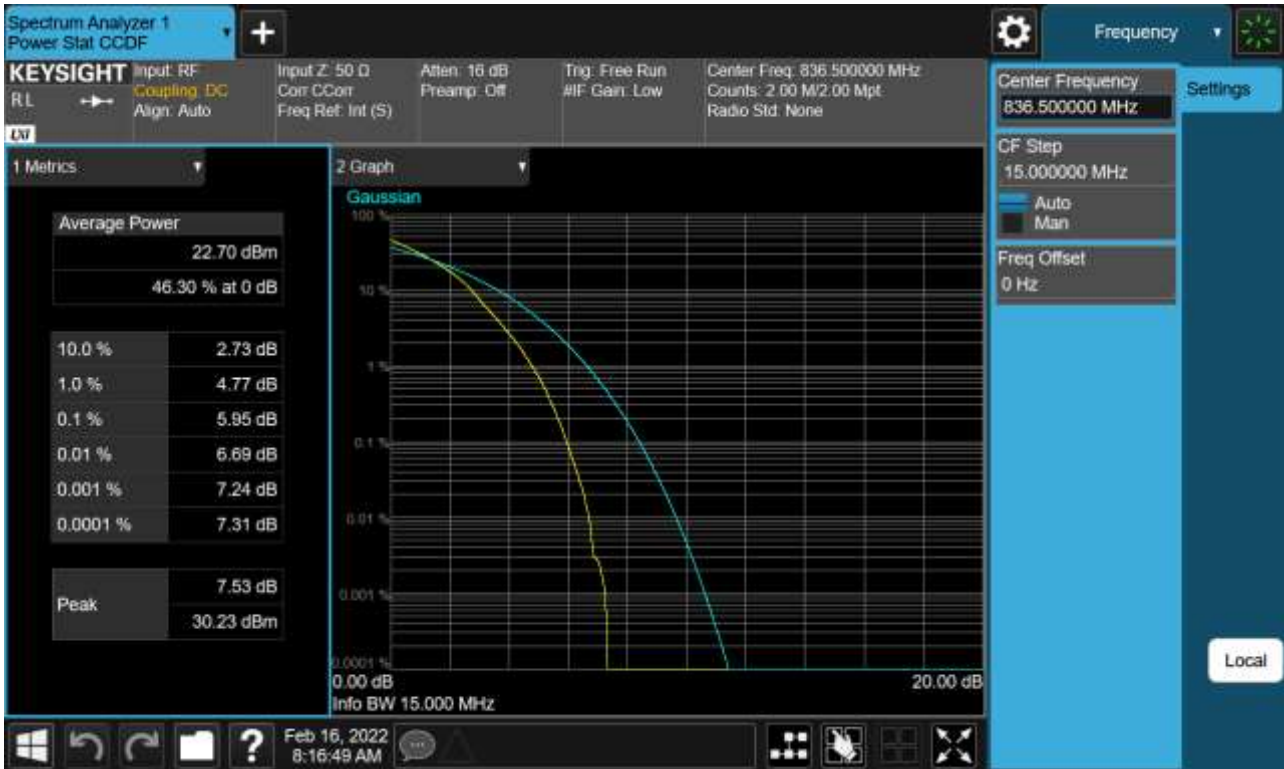 Spectrum Analyzer 1
Power Stat CCDF
+
Frequency
KEYSIGHT
RL
LXI
Input: RF
Coupling: DC
Align: Auto
Input Z: 50 Ω
Corr CCorr
Freq Ref: Int (S)
Atten: 16 dB
Preamp: Off
Trig: Free Run
#IF Gain: Low
Center Freq: 836.500000 MHz
Counts: 2.00 M/2.00 Mpt
Radio Std: None
Center Frequency
836.500000 MHz
Settings
CF Step
15.000000 MHz
Auto
Man
Freq Offset
0 Hz
1 Metrics
Average Power
22.70 dBm
46.30 % at 0 dB
10.0 % 2.73 dB
1.0 % 4.77 dB
0.1 % 5.95 dB
0.01 % 6.69 dB
0.001 % 7.24 dB
0.0001 % 7.31 dB
Peak
7.53 dB
30.23 dBm
2 Graph
Gaussian
100 %
10 %
1 %
0.1 %
0.01 %
0.001 %
0.0001 %
0.00 dB 20.00 dB
Info BW 15.000 MHz
Local
?
Feb 16, 2022
8:16:49 AM